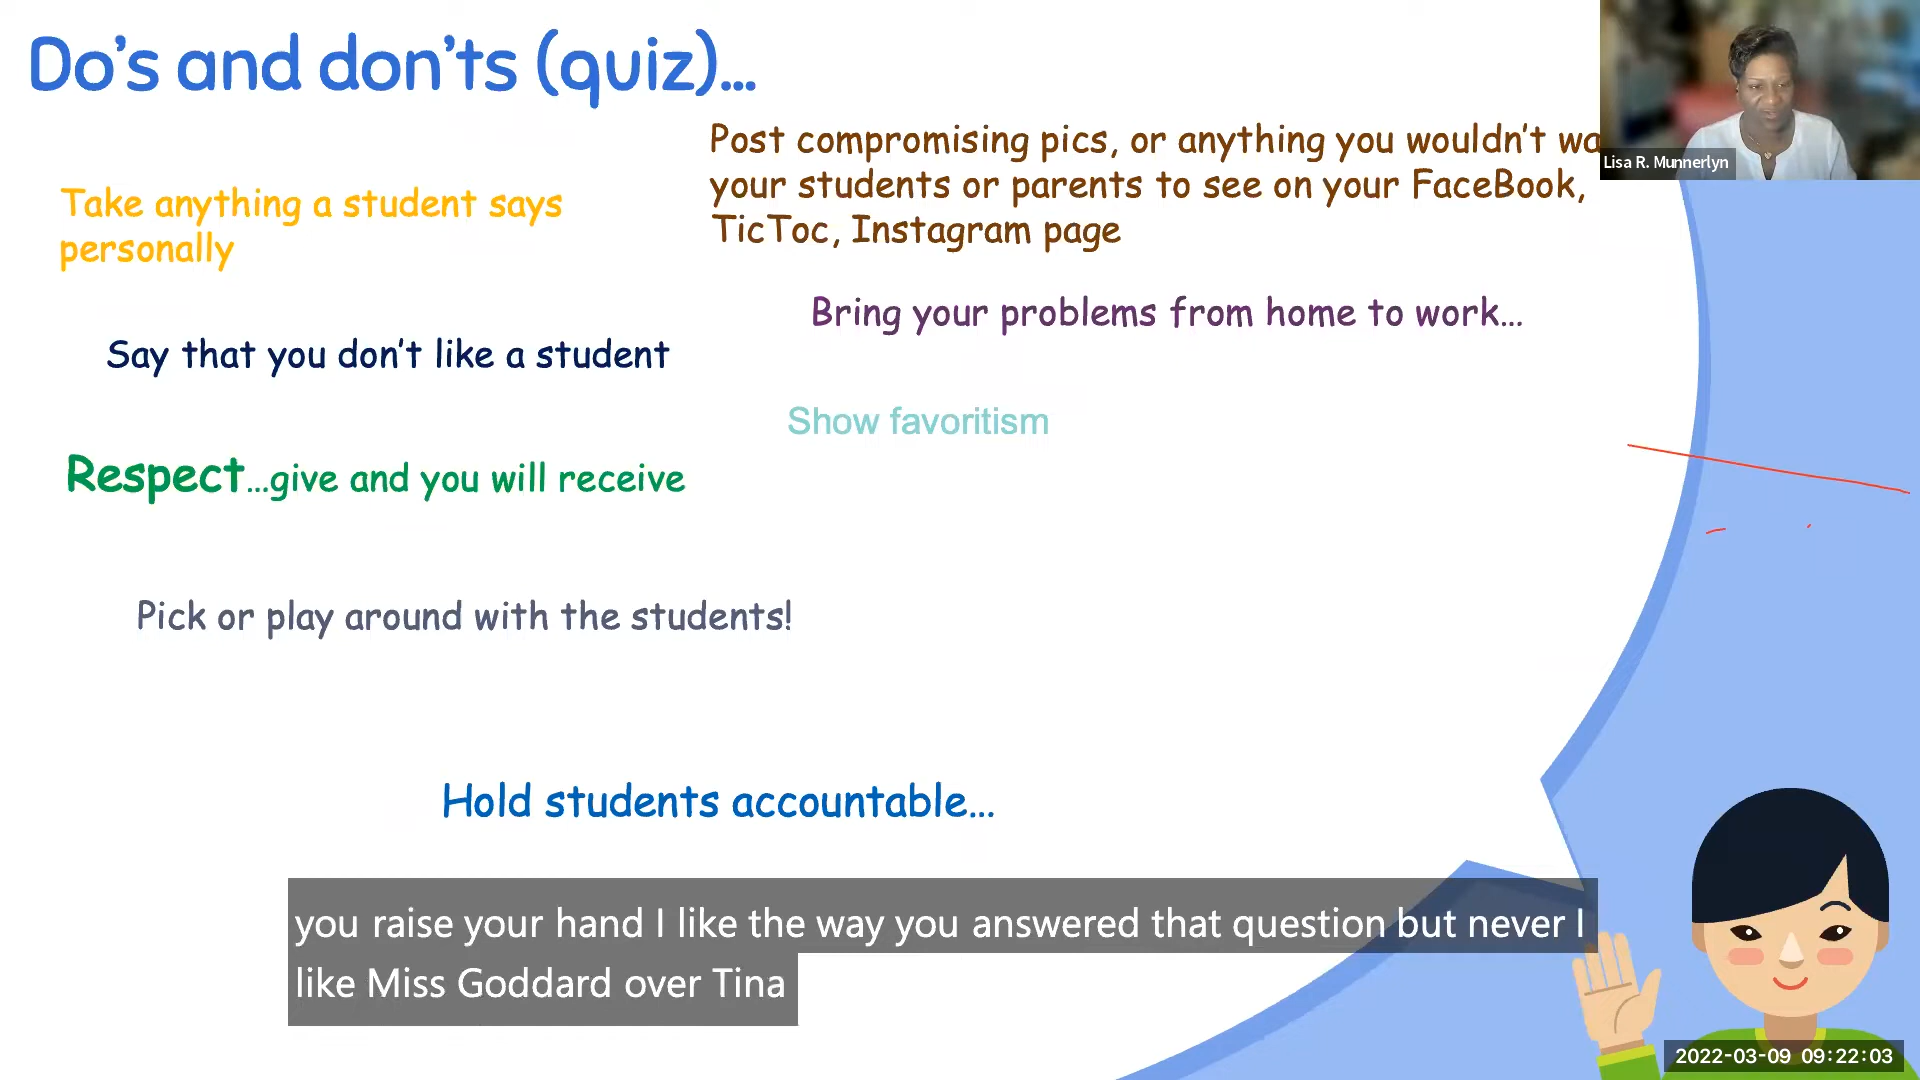 Do's and don'ts (quiz)...
Post compromising pics, or anything you wouldn't wa
your students or parents to see on your FaceBook,
TicToc, Instagram page
Lisa R. Munnerlyn
Take anything a student says
personally
Bring your problems from home to work...
Say that you don't like a student
Show favoritism
Respect...give and you will receive
Pick or play around with the students!
Hold students accountable...
you raise your hand I like the way you answered that question but never I
like Miss Goddard over Tina
2022-03-09 09:22:03